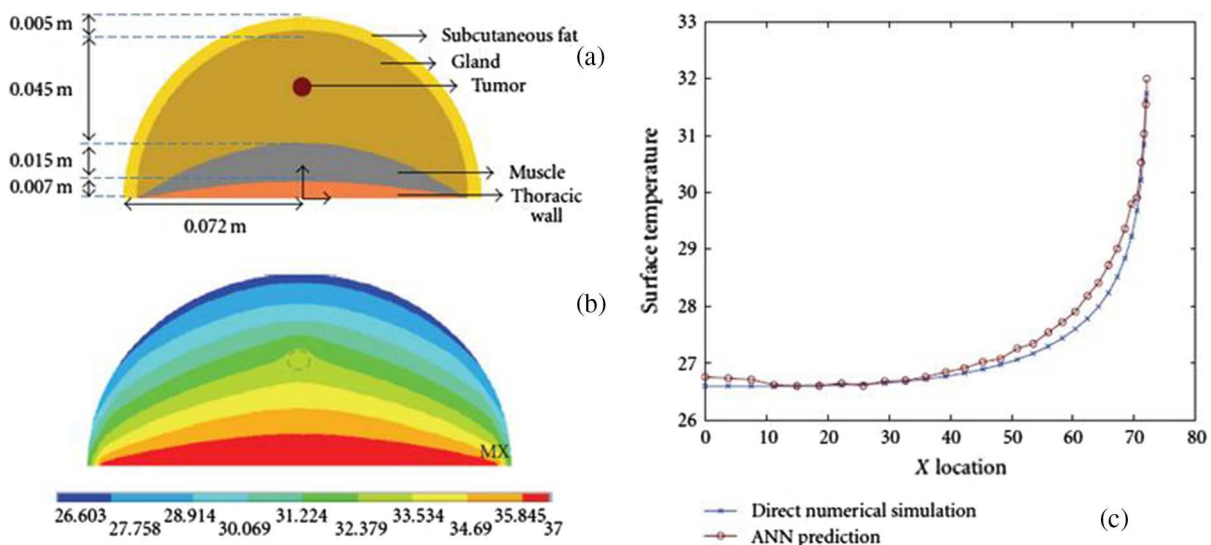 0.005 m
0.045 m
0.015 m
0.007 m
0.072 m
Subcutaneous fat
Gland
Tumor
Muscle
Thoracic
wall
(a)
(b)
MX
26.603 28.914 31.224 33.534 35.845
27.758 30.069 32.379 34.69 37
33
32
31
30
29
28
27
26
Surface temperature
0 10 20 30 40 50 60 70 80
X location
Direct numerical simulation
ANN prediction
(c)